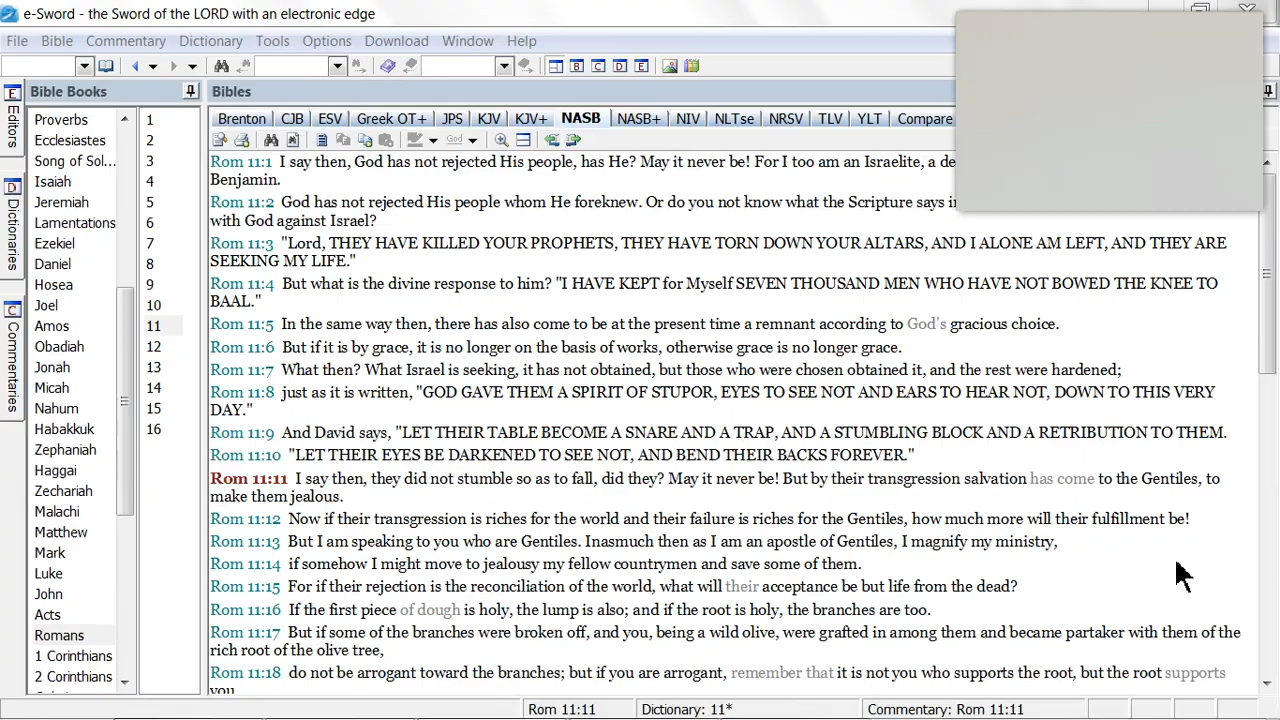 e-Sword - the Sword of the LORD with an electronic edge
File Bible Commentary Dictionary Tools Options Download Window Help
B C D E
Bible Books
Bibles
E Editors
D Dictionaries
C Commentaries
Proverbs
Ecclesiastes
Song of Sol...
Isaiah
Jeremiah
Lamentations
Ezekiel
Daniel
Hosea
Joel
Amos
Obadiah
Jonah
Micah
Nahum
Habakkuk
Zephaniah
Haggai
Zechariah
Malachi
Matthew
Mark
Luke
John
Acts
Romans
1 Corinthians
2 Corinthians
1
2
3
4
5
6
7
8
9
10
11
12
13
14
15
16
Brenton CJB ESV Greek OT+ JPS KJV KJV+ NASB NASB+ NIV NLTse NRSV TLV YLT Compare
God
Rom 11:1 I say then, God has not rejected His people, has He? May it never be! For I too am an Israelite, a de
Benjamin.
Rom 11:2 God has not rejected His people whom He foreknew. Or do you not know what the Scripture says i
with God against Israel?
Rom 11:3 "Lord, THEY HAVE KILLED YOUR PROPHETS, THEY HAVE TORN DOWN YOUR ALTARS, AND I ALONE AM LEFT, AND THEY ARE
SEEKING MY LIFE."
Rom 11:4 But what is the divine response to him? "I HAVE KEPT for Myself SEVEN THOUSAND MEN WHO HAVE NOT BOWED THE KNEE TO
BAAL."
Rom 11:5 In the same way then, there has also come to be at the present time a remnant according to God's gracious choice.
Rom 11:6 But if it is by grace, it is no longer on the basis of works, otherwise grace is no longer grace.
Rom 11:7 What then? What Israel is seeking, it has not obtained, but those who were chosen obtained it, and the rest were hardened;
Rom 11:8 just as it is written, "GOD GAVE THEM A SPIRIT OF STUPOR, EYES TO SEE NOT AND EARS TO HEAR NOT, DOWN TO THIS VERY
DAY."
Rom 11:9 And David says, "LET THEIR TABLE BECOME A SNARE AND A TRAP, AND A STUMBLING BLOCK AND A RETRIBUTION TO THEM.
Rom 11:10 "LET THEIR EYES BE DARKENED TO SEE NOT, AND BEND THEIR BACKS FOREVER."
Rom 11:11 I say then, they did not stumble so as to fall, did they? May it never be! But by their transgression salvation has come to the Gentiles, to
make them jealous.
Rom 11:12 Now if their transgression is riches for the world and their failure is riches for the Gentiles, how much more will their fulfillment be!
Rom 11:13 But I am speaking to you who are Gentiles. Inasmuch then as I am an apostle of Gentiles, I magnify my ministry,
Rom 11:14 if somehow I might move to jealousy my fellow countrymen and save some of them.
Rom 11:15 For if their rejection is the reconciliation of the world, what will their acceptance be but life from the dead?
Rom 11:16 If the first piece of dough is holy, the lump is also; and if the root is holy, the branches are too.
Rom 11:17 But if some of the branches were broken off, and you, being a wild olive, were grafted in among them and became partaker with them of the
rich root of the olive tree,
Rom 11:18 do not be arrogant toward the branches; but if you are arrogant, remember that it is not you who supports the root, but the root supports
you.
Rom 11:11 Dictionary: 11* Commentary: Rom 11:11